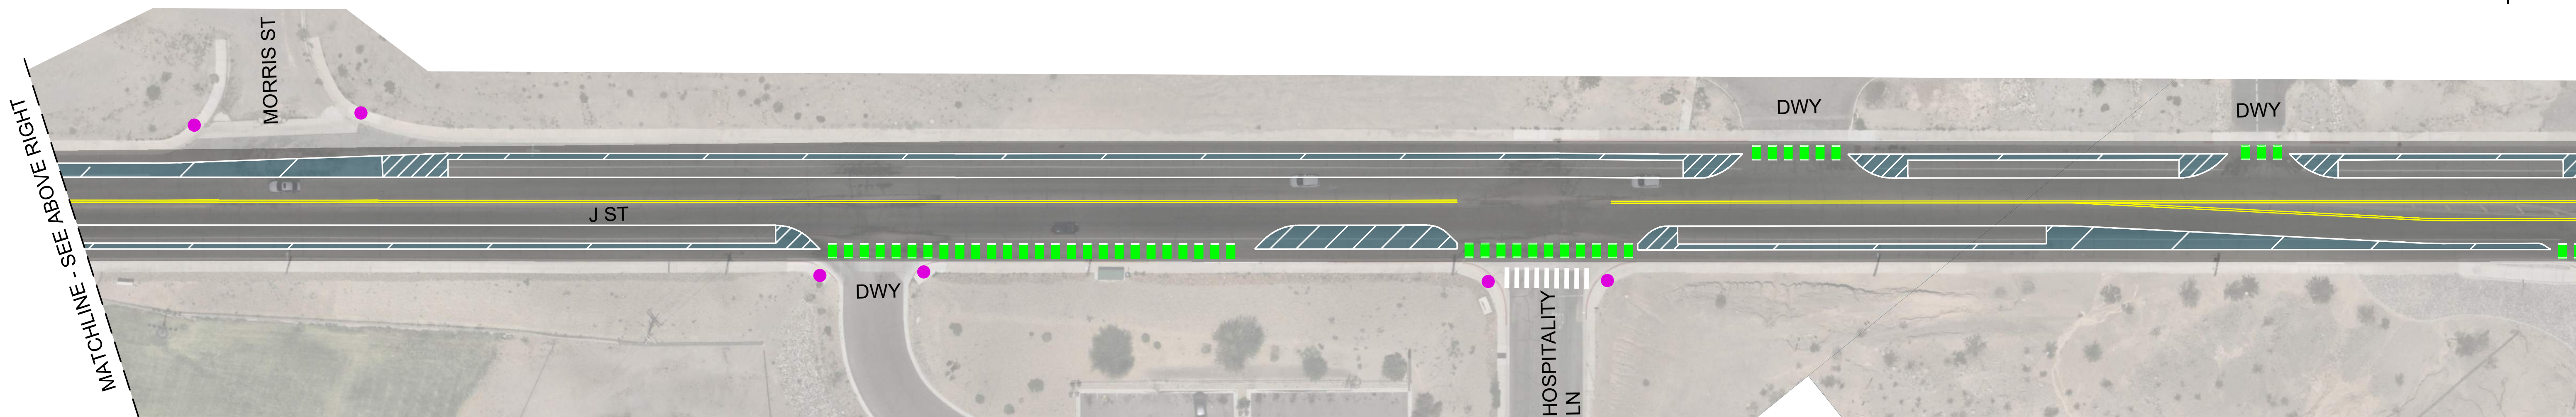 MATCHLINE - SEE ABOVE RIGHT
MORRIS ST
J ST
DWY
HOSPITALITY
LN
DWY
DWY